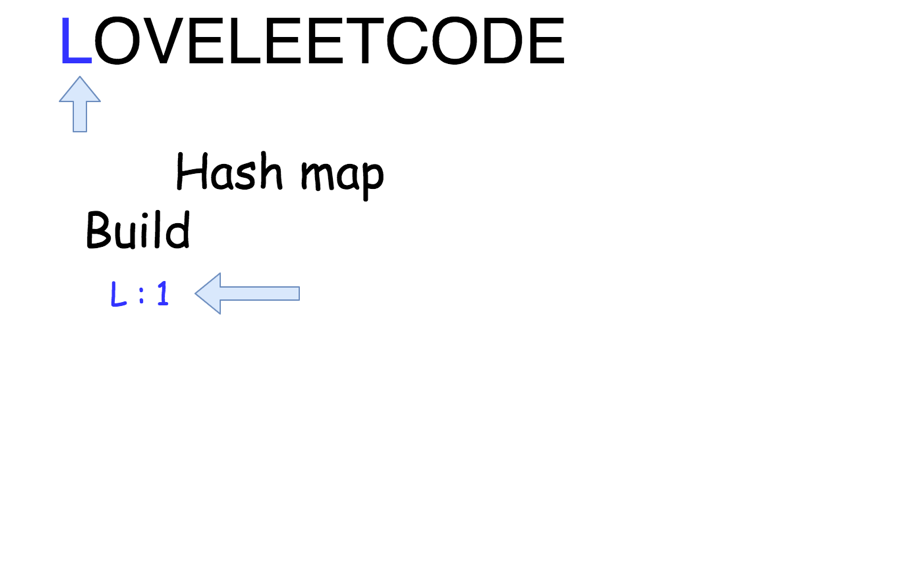 LOVELEETCODE
Hash map
Build
L : 1